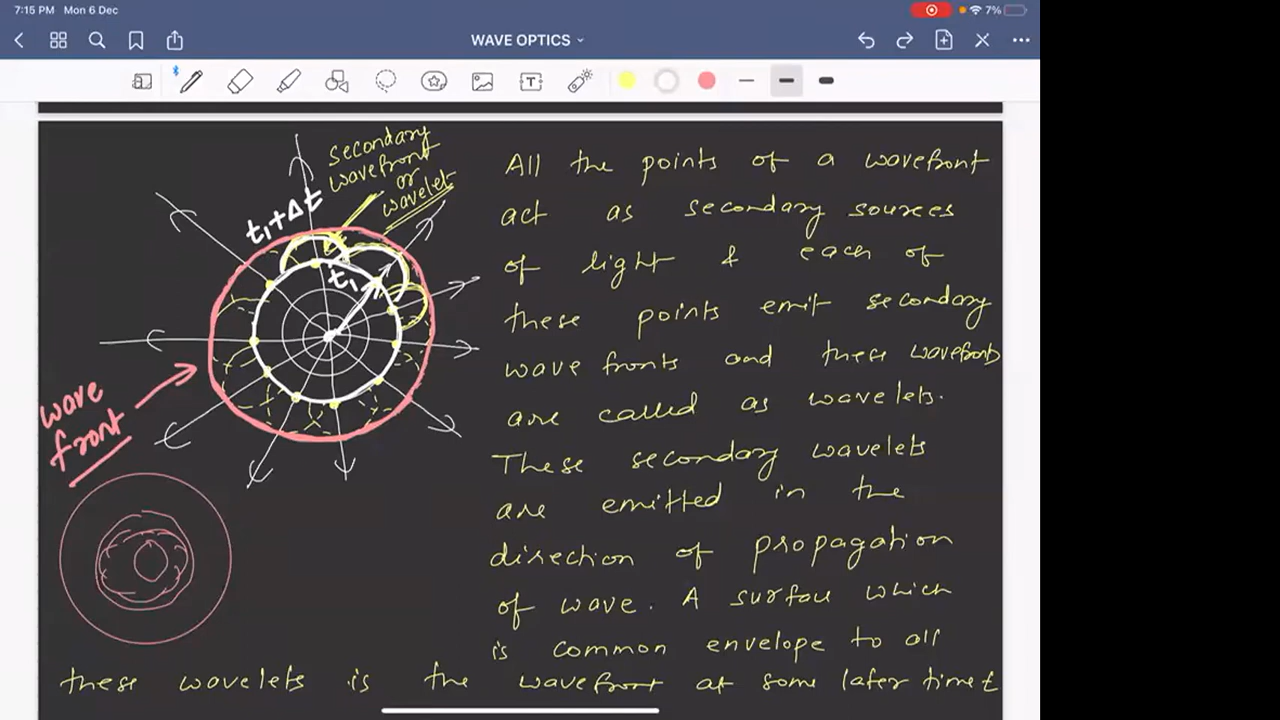 7:15 PM Mon 6 Dec
7%
WAVE OPTICS
secondary
wavefront
or
wavelet
t₁+Δt
t₁
wave
front
All the points of a wavefront
act as secondary sources
of light & each of
these points emit secondary
wave fronts and these wavefronts
are called as wavelets.
These secondary wavelets
are emitted in the
direction of propagation
of wave. A surface which
is common envelope to all
these wavelets is the wavefront at some later time t